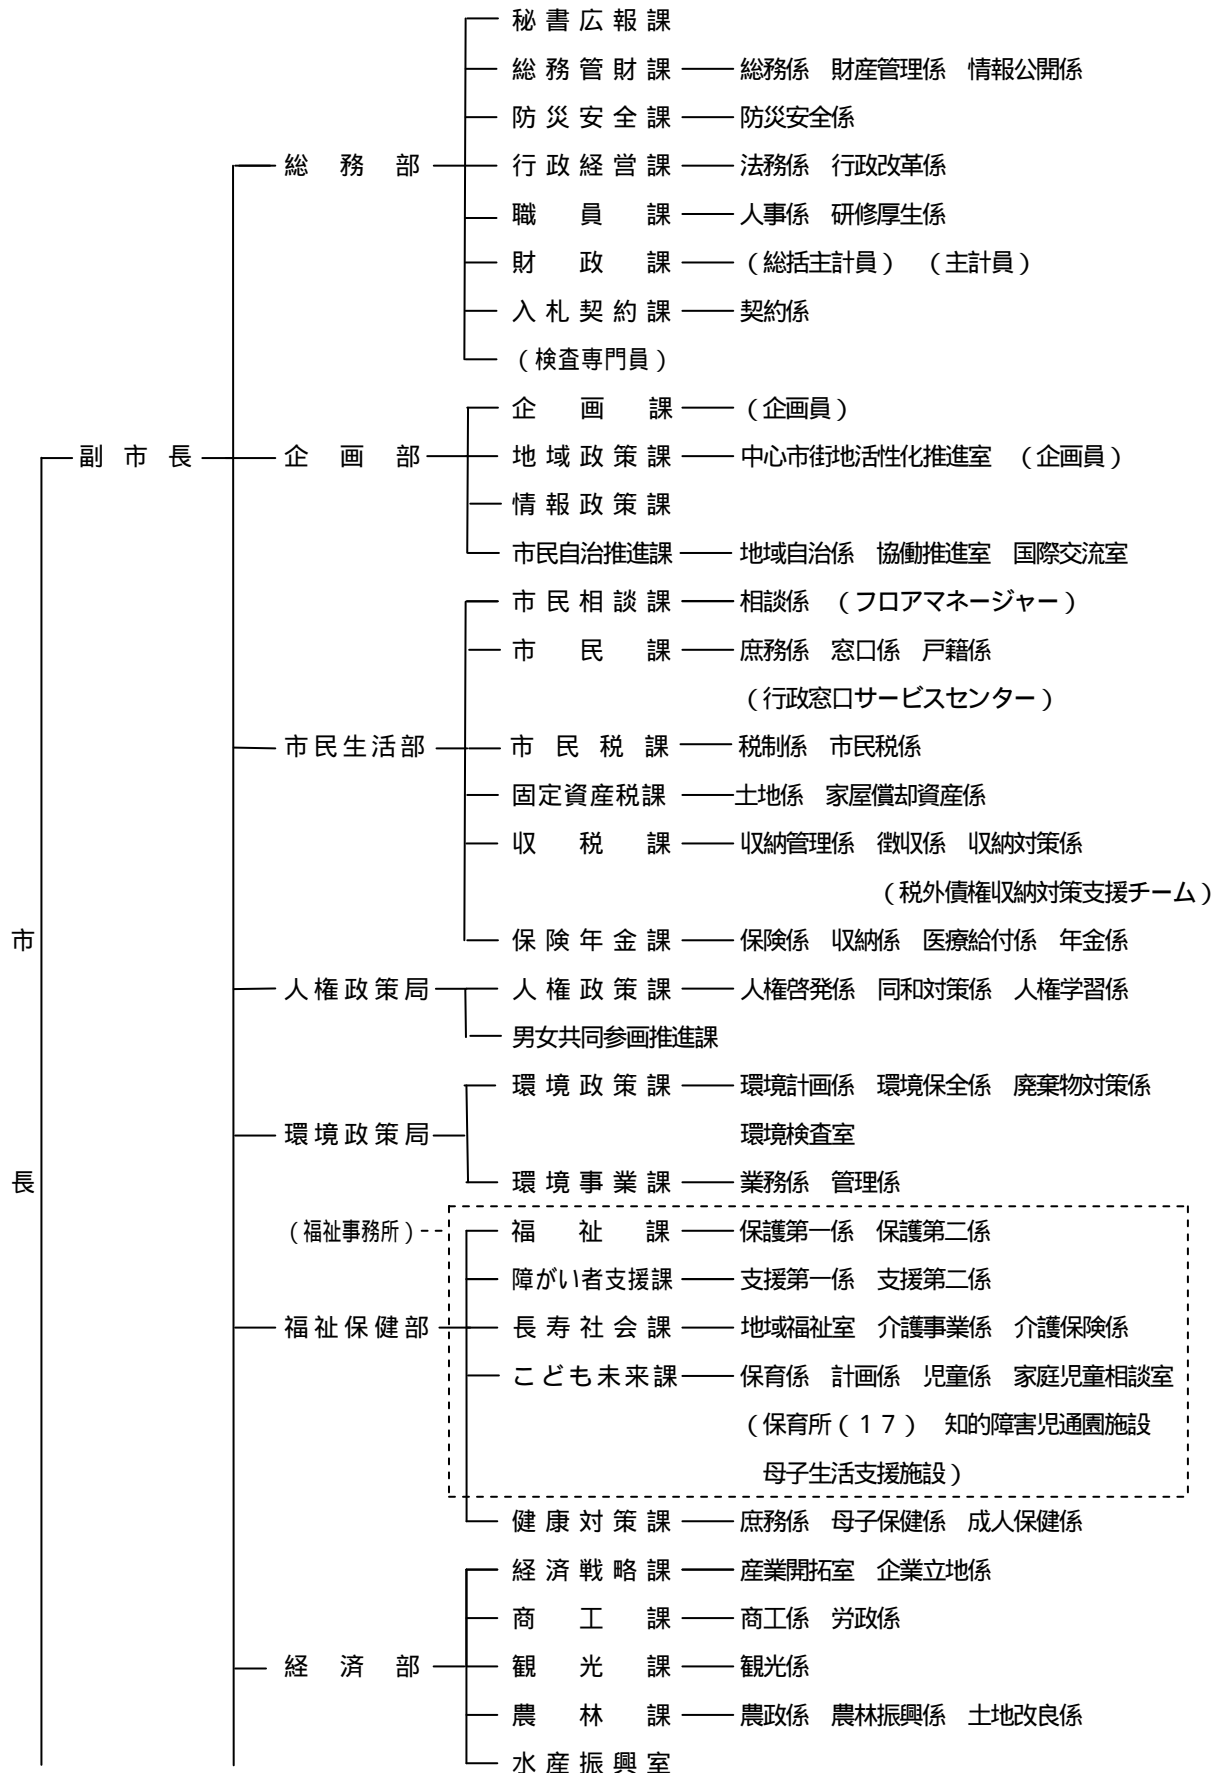 秘書広報課
総務管財課 総務係 財産管理係 情報公開係
防災安全課 防災安全係
総務部 行政経営課 法務係 行政改革係
職員課 人事係 研修厚生係
財政課 (総括主計員) (主計員)
入札契約課 契約係
(検査専門員)
企画課 (企画員)
副市長 企画部 地域政策課 中心市街地活性化推進室 (企画員)
情報政策課
市民自治推進課 地域自治係 協働推進室 国際交流室
市民相談課 相談係 (フロアマネージャー)
市民課 庶務係 窓口係 戸籍係
(行政窓口サービスセンター)
市民生活部 市民税課 税制係 市民税係
固定資産税課 土地係 家屋償却資産係
収税課 収納管理係 徴収係 収納対策係
(税外債権収納対策支援チーム)
市長 保険年金課 保険係 収納係 医療給付係 年金係
人権政策局 人権政策課 人権啓発係 同和対策係 人権学習係
男女共同参画推進課
環境政策課 環境計画係 環境保全係 廃棄物対策係
環境政策局 環境検査室
環境事業課 業務係 管理係
(福祉事務所) 福祉課 保護第一係 保護第二係
障がい者支援課 支援第一係 支援第二係
福祉保健部 長寿社会課 地域福祉室 介護事業係 介護保険係
こども未来課 保育係 計画係 児童係 家庭児童相談室
(保育所(17) 知的障害児通園施設
母子生活支援施設)
健康対策課 庶務係 母子保健係 成人保健係
経済戦略課 産業開拓室 企業立地係
商工課 商工係 労政係
経済部 観光課 観光係
農林課 農政係 農林振興係 土地改良係
水産振興室